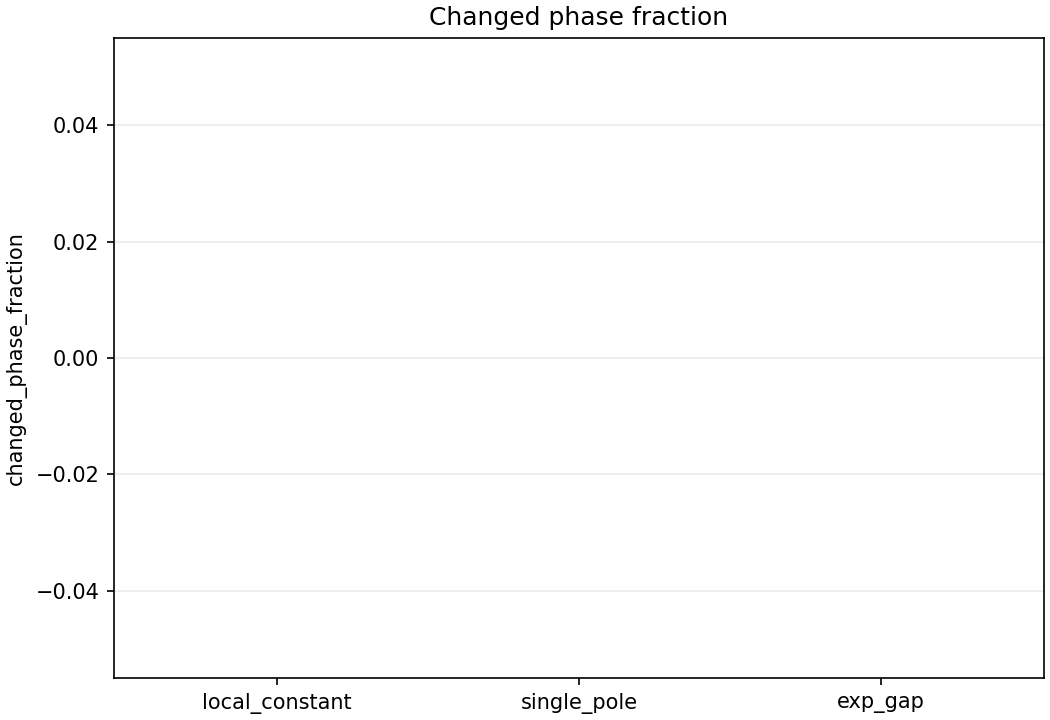 Changed phase fraction
changed_phase_fraction
0.04
0.02
0.00
−0.02
−0.04
local_constant single_pole exp_gap